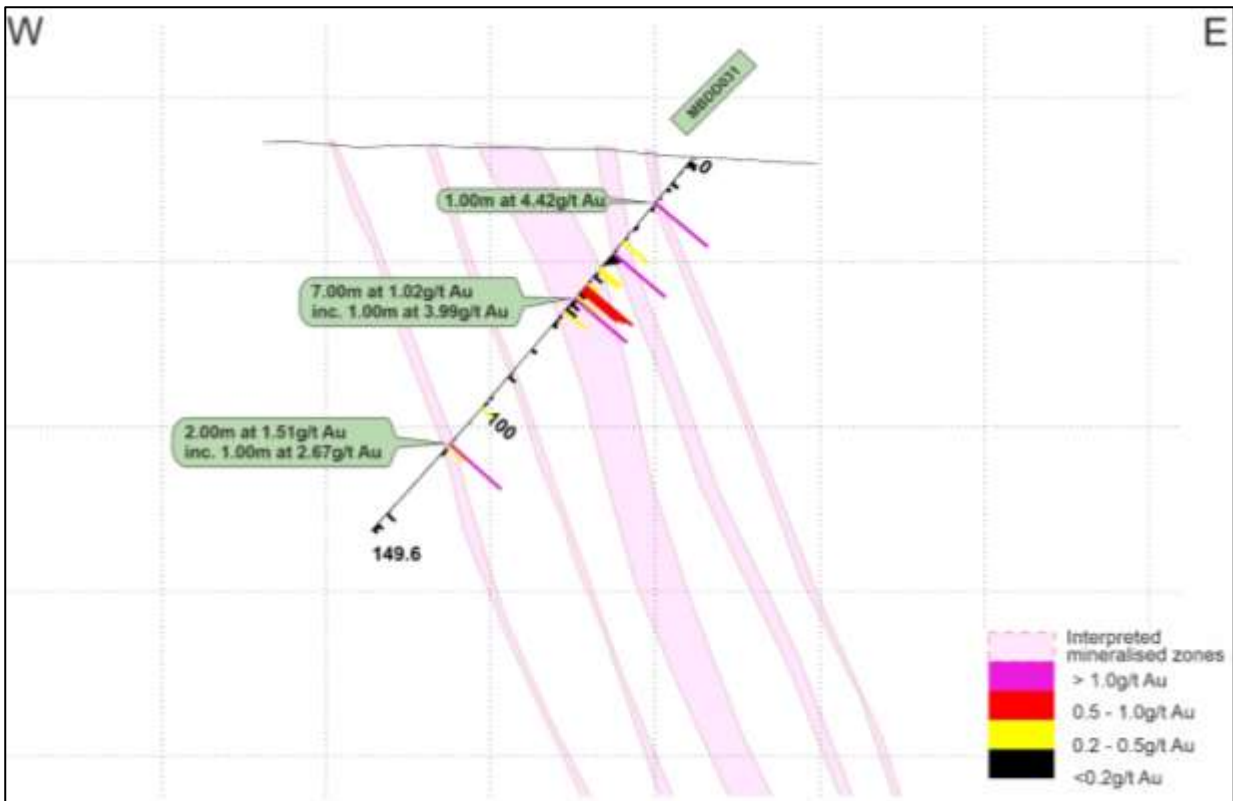 W
E
MBDD031
0
1.00m at 4.42g/t Au
7.00m at 1.02g/t Au
inc. 1.00m at 3.99g/t Au
100
2.00m at 1.51g/t Au
inc. 1.00m at 2.67g/t Au
149.6
Interpreted
mineralised zones
> 1.0g/t Au
0.5 - 1.0g/t Au
0.2 - 0.5g/t Au
<0.2g/t Au